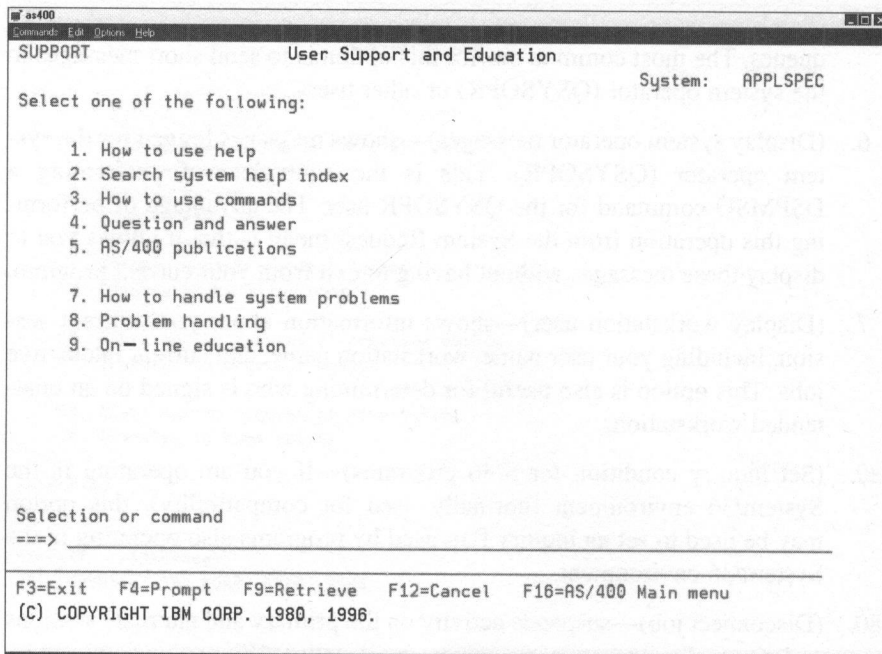 as400
Commands Edit Options Help
SUPPORT User Support and Education
System: APPLSPEC
Select one of the following:
1. How to use help
2. Search system help index
3. How to use commands
4. Question and answer
5. AS/400 publications
7. How to handle system problems
8. Problem handling
9. On-line education
Selection or command
===>
F3=Exit F4=Prompt F9=Retrieve F12=Cancel F16=AS/400 Main menu
(C) COPYRIGHT IBM CORP. 1980, 1996.